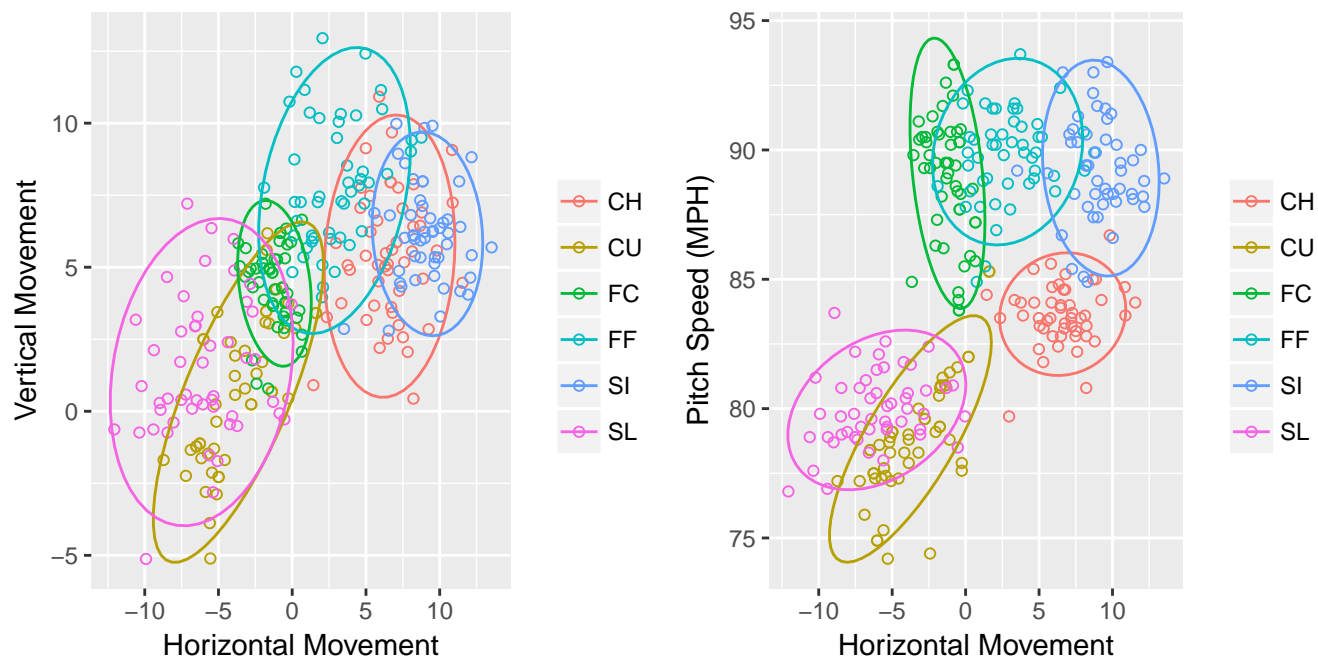 Vertical Movement
10
5
0
−5
−10
−5
0
5
10
Horizontal Movement
CH
CU
FC
FF
SI
SL
Pitch Speed (MPH)
95
90
85
80
75
−10
−5
0
5
10
Horizontal Movement
CH
CU
FC
FF
SI
SL